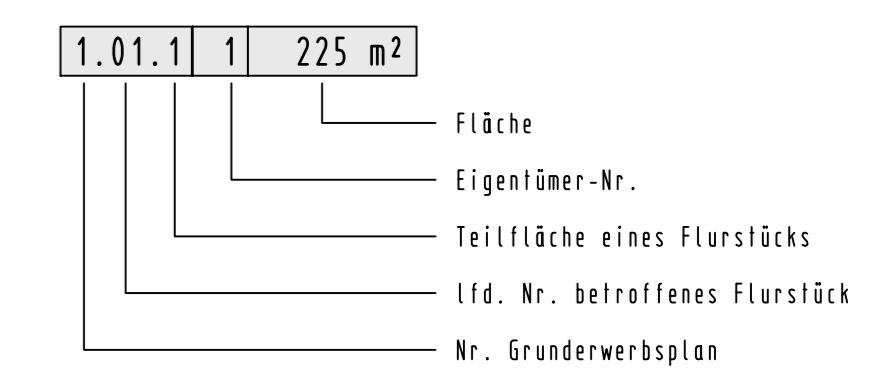 1.01.1 1 225 m²
Fläche
Eigentümer-Nr.
Teilfläche eines Flurstücks
lfd. Nr. betroffenes Flurstück
Nr. Grunderwerbsplan